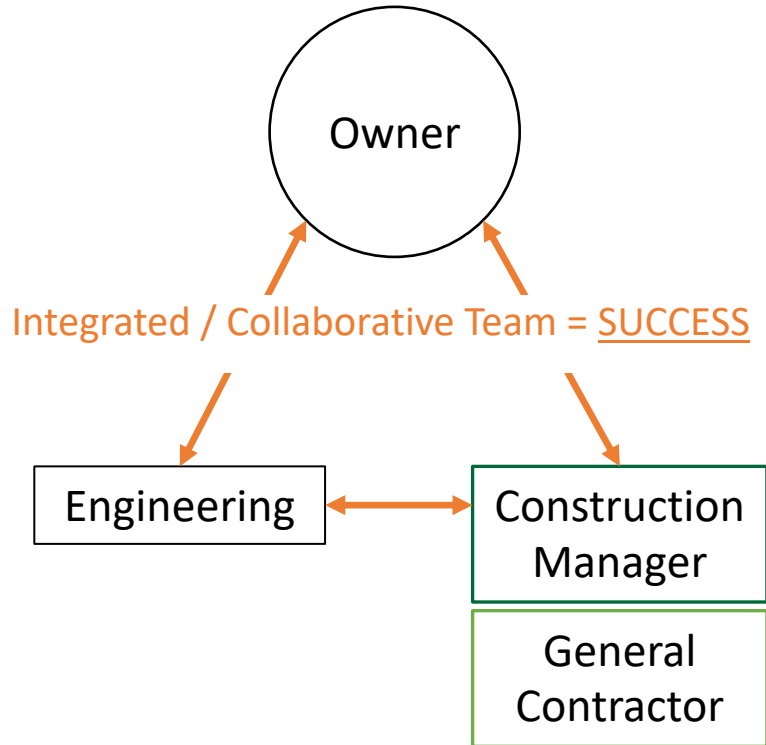 Owner
Integrated / Collaborative Team = SUCCESS
Engineering
Construction
Manager
General
Contractor